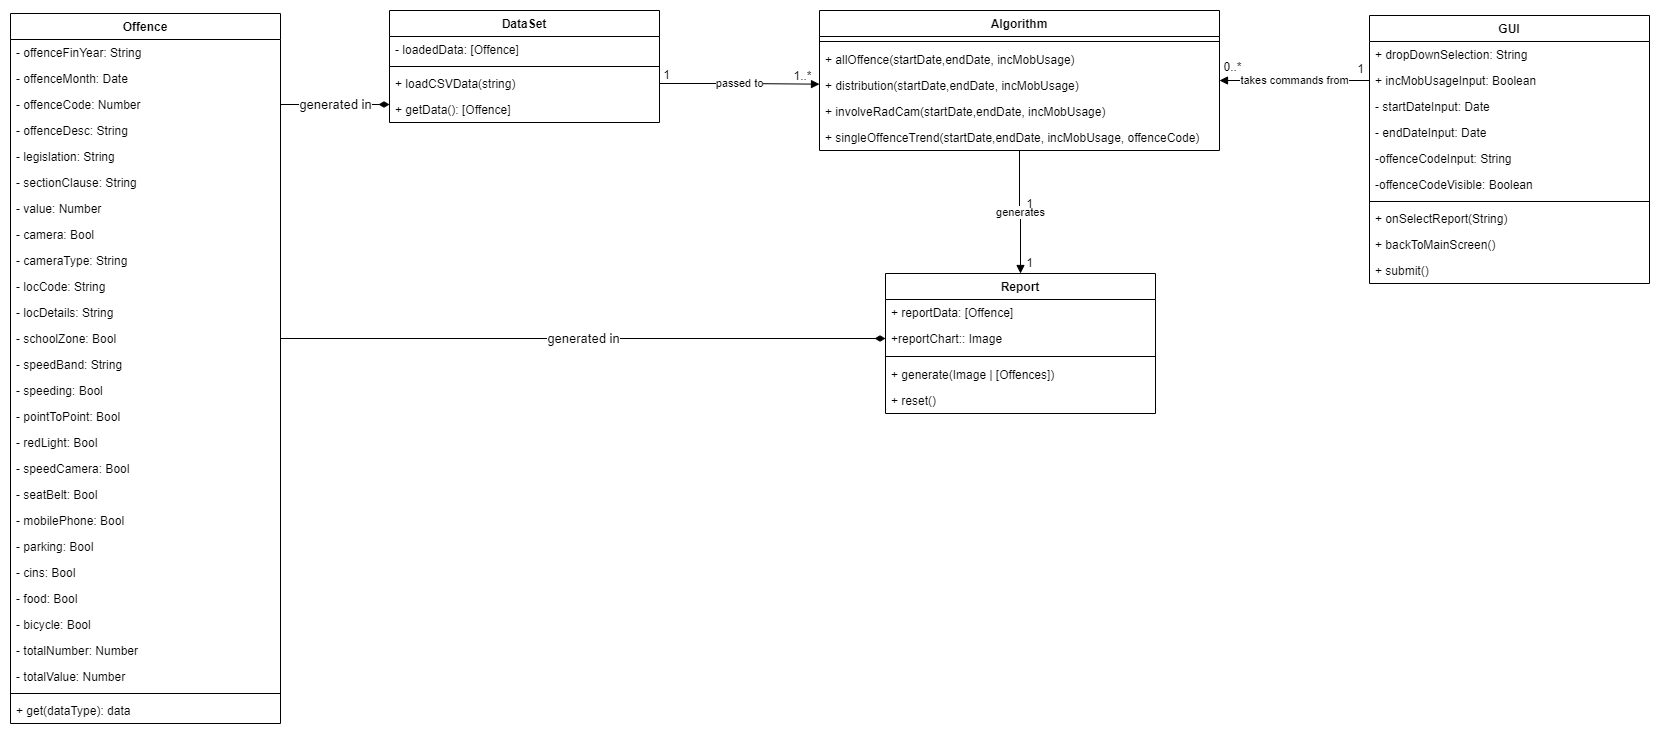 Offence
- offenceFinYear: String
- offenceMonth: Date
- offenceCode: Number
- offenceDesc: String
- legislation: String
- sectionClause: String
- value: Number
- camera: Bool
- cameraType: String
- locCode: String
- locDetails: String
- schoolZone: Bool
- speedBand: String
- speeding: Bool
- pointToPoint: Bool
- redLight: Bool
- speedCamera: Bool
- seatBelt: Bool
- mobilePhone: Bool
- parking: Bool
- cins: Bool
- food: Bool
- bicycle: Bool
- totalNumber: Number
- totalValue: Number
+ get(dataType): data
generated in
generated in
DataSet
- loadedData: [Offence]
+ loadCSVData(string)
+ getData(): [Offence]
1
passed to
1..*
Algorithm
+ allOffence(startDate,endDate, incMobUsage)
+ distribution(startDate,endDate, incMobUsage)
+ involveRadCam(startDate,endDate, incMobUsage)
+ singleOffenceTrend(startDate,endDate, incMobUsage, offenceCode)
1
generates
1
Report
+ reportData: [Offence]
+reportChart:: Image
+ generate(Image | [Offences])
+ reset()
0..*
takes commands from
1
GUI
+ dropDownSelection: String
+ incMobUsageInput: Boolean
- startDateInput: Date
- endDateInput: Date
-offenceCodeInput: String
-offenceCodeVisible: Boolean
+ onSelectReport(String)
+ backToMainScreen()
+ submit()